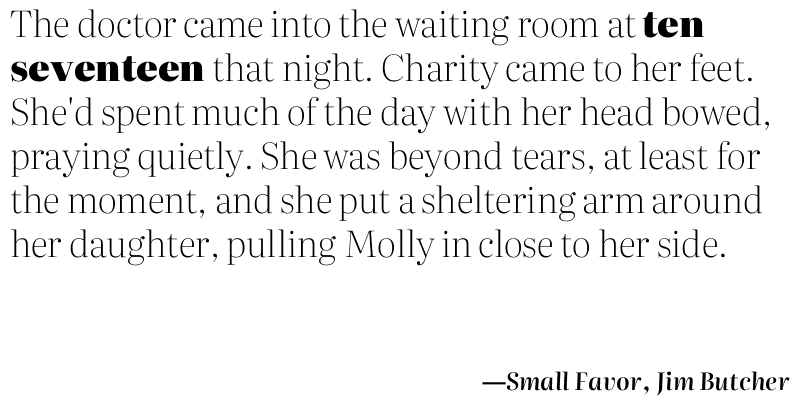 The doctor came into the waiting room at ten
seventeen that night. Charity came to her feet.
She'd spent much of the day with her head bowed,
praying quietly. She was beyond tears, at least for
the moment, and she put a sheltering arm around
her daughter, pulling Molly in close to her side.
—Small Favor, Jim Butcher